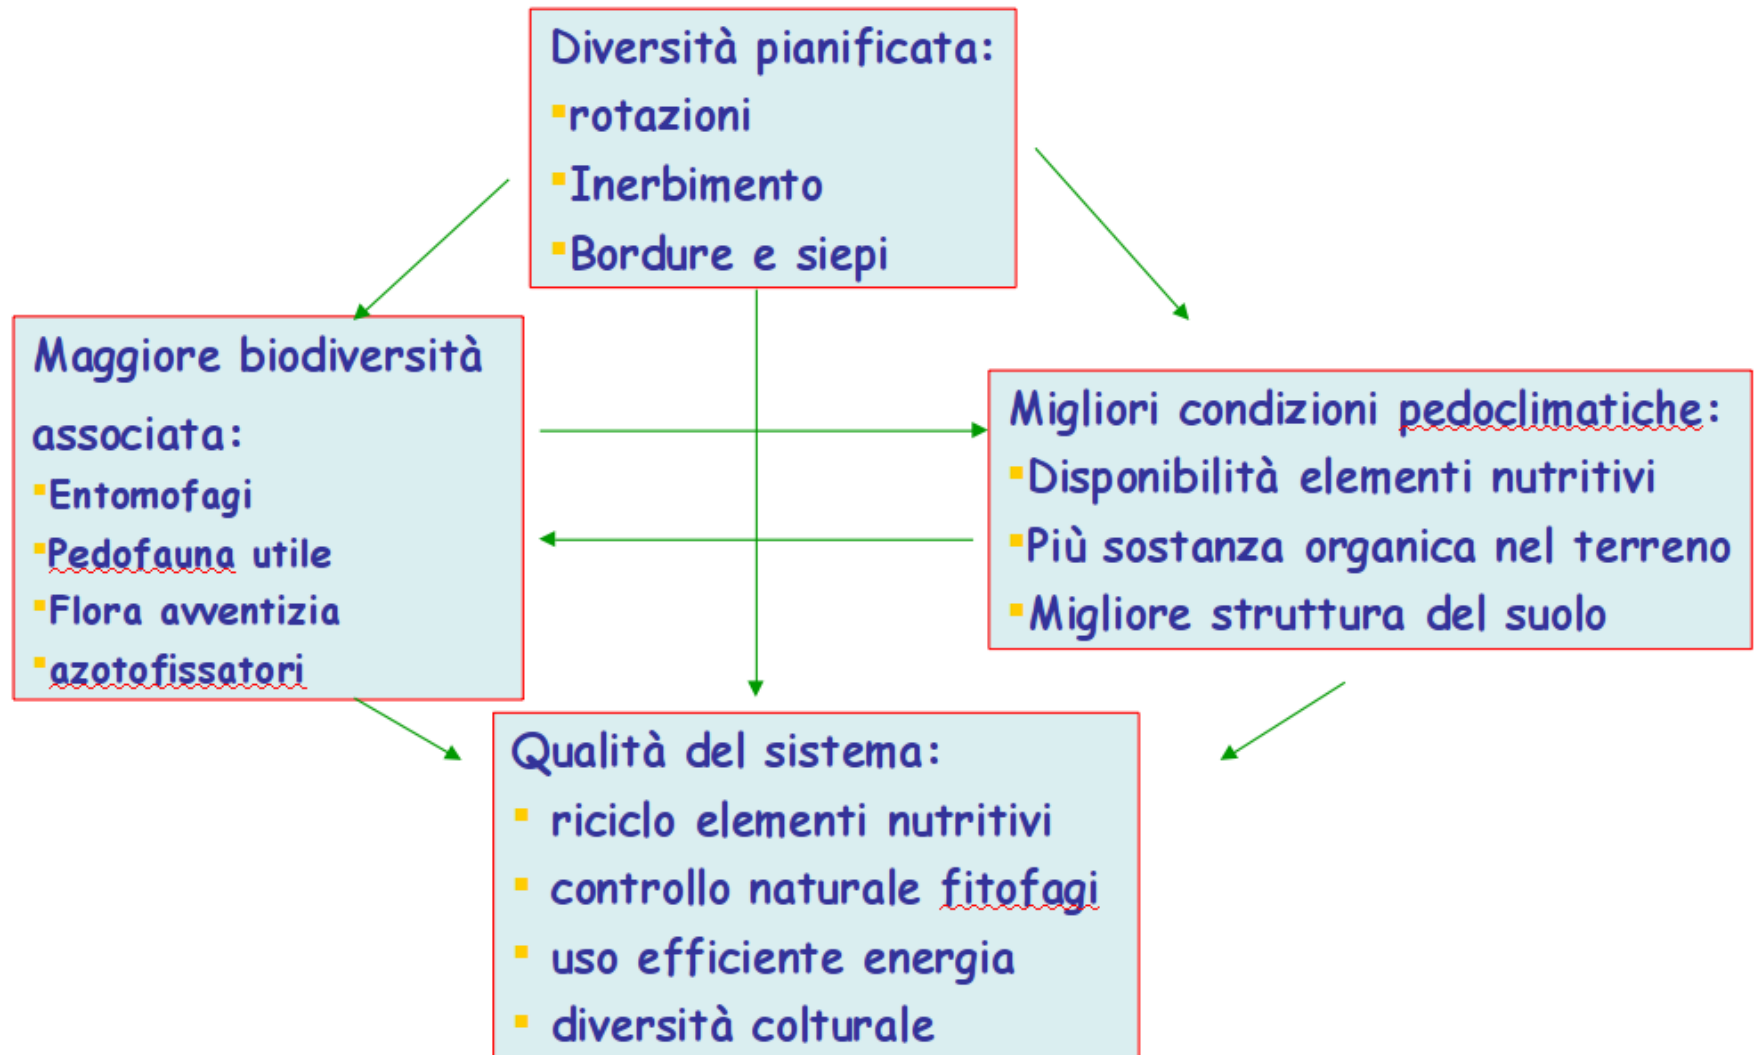 Diversità pianificata:
rotazioni
Inerbimento
Bordure e siepi
Maggiore biodiversità
associata:
Entomofagi
Pedofauna utile
Flora avventizia
azotofissatori
Migliori condizioni pedoclimatiche:
Disponibilità elementi nutritivi
Più sostanza organica nel terreno
Migliore struttura del suolo
Qualità del sistema:
riciclo elementi nutritivi
controllo naturale fitofagi
uso efficiente energia
diversità colturale